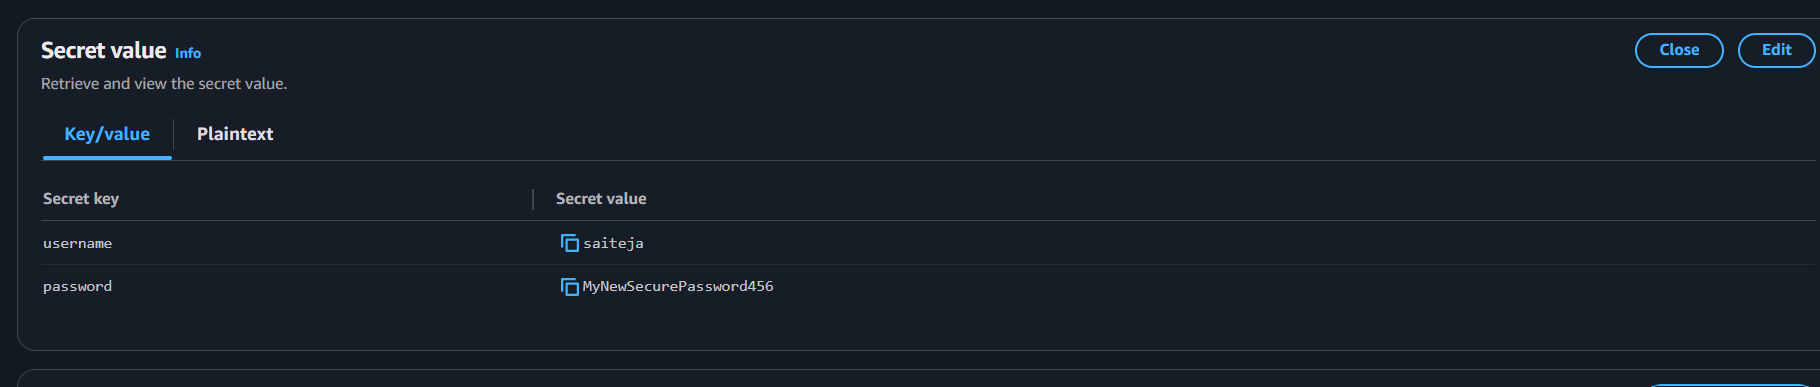 Secret value Info
Close
Edit
Retrieve and view the secret value.
Key/value
Plaintext
Secret key
Secret value
username
saiteja
password
MyNewSecurePassword456